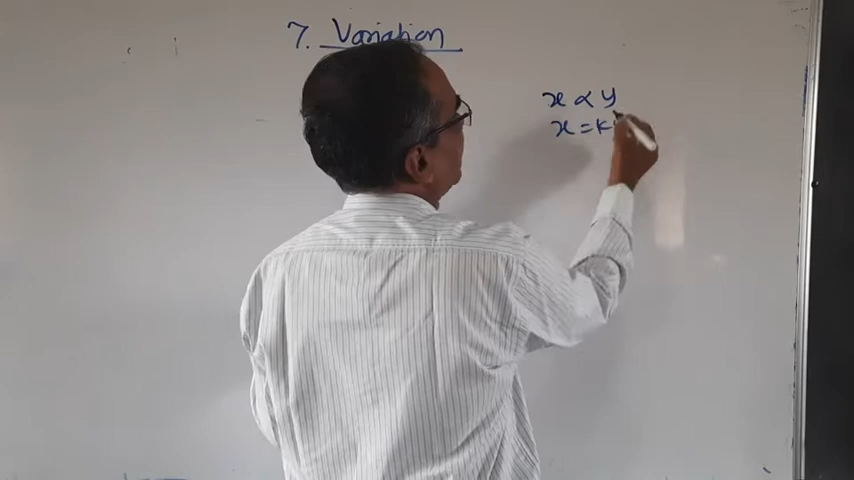 7. Variation
x ∝ y
x = k